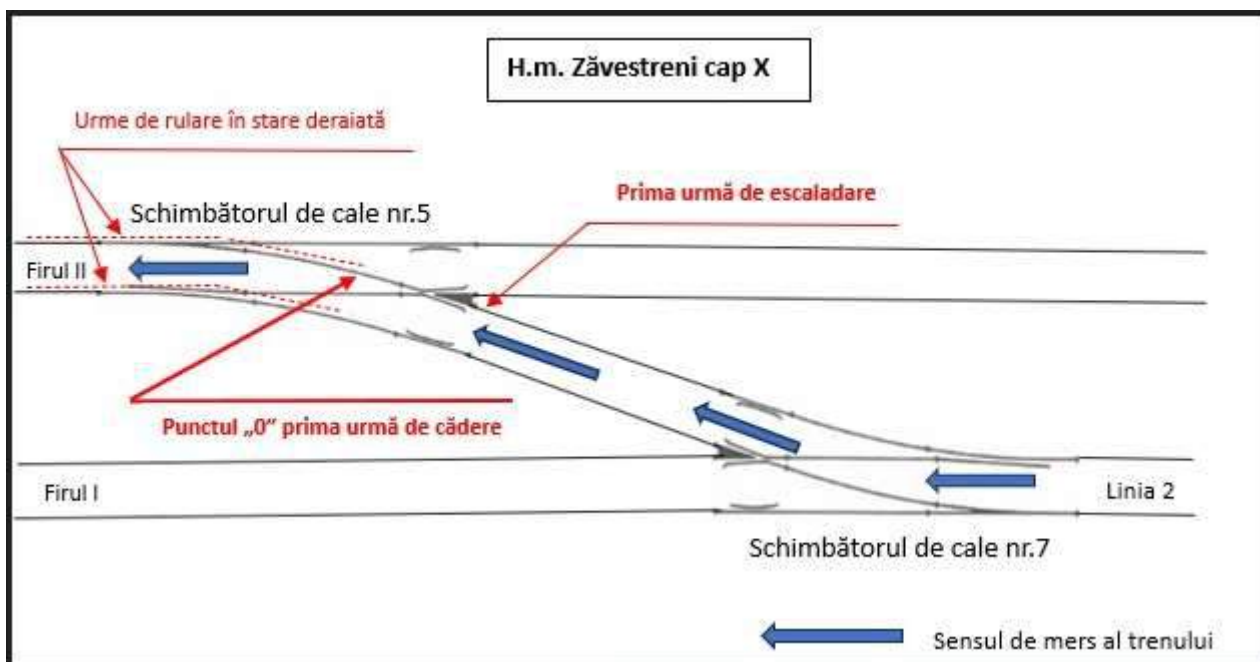 H.m. Zăvestreni cap X
Urme de rulare în stare deraiată
Prima urmă de escaladare
Schimbătorul de cale nr.5
Firul II
Punctul „0” prima urmă de cădere
Firul I
Linia 2
Schimbătorul de cale nr.7
Sensul de mers al trenului